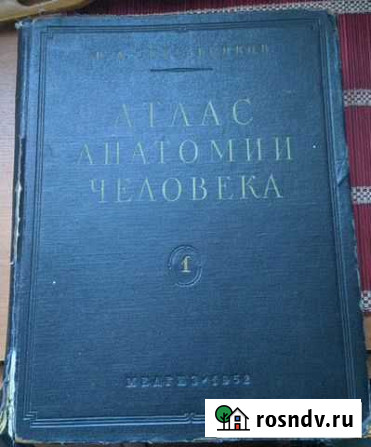 АТЛАС
АНАТОМИИ
ЧЕЛОВЕКА
1
МЕДГИЗ·1952
rosndv.ru